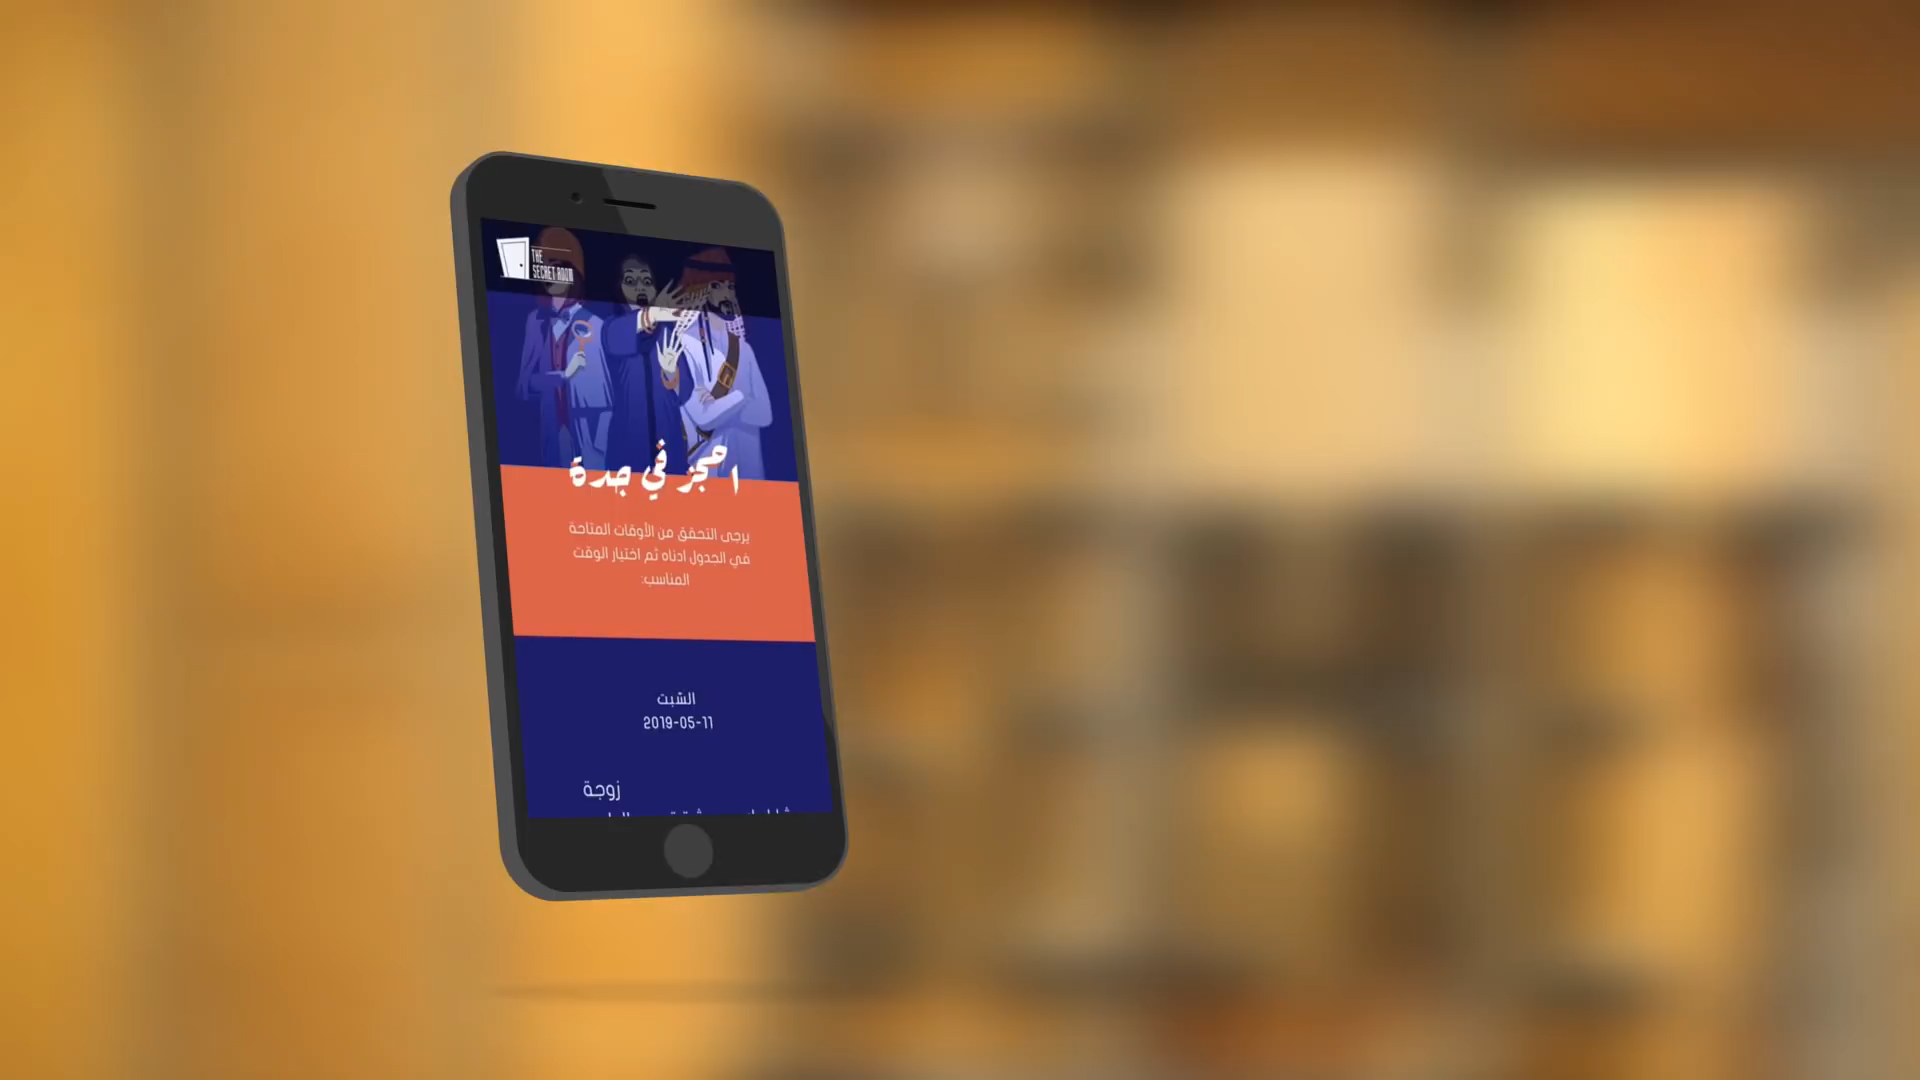 THE
SECRET ROOM
احجز في جدة
يرجى التحقق من الأوقات المتاحة
في الجدول ادناه ثم اختيار الوقت
المناسب:
السبت
2019-05-11
زوجة